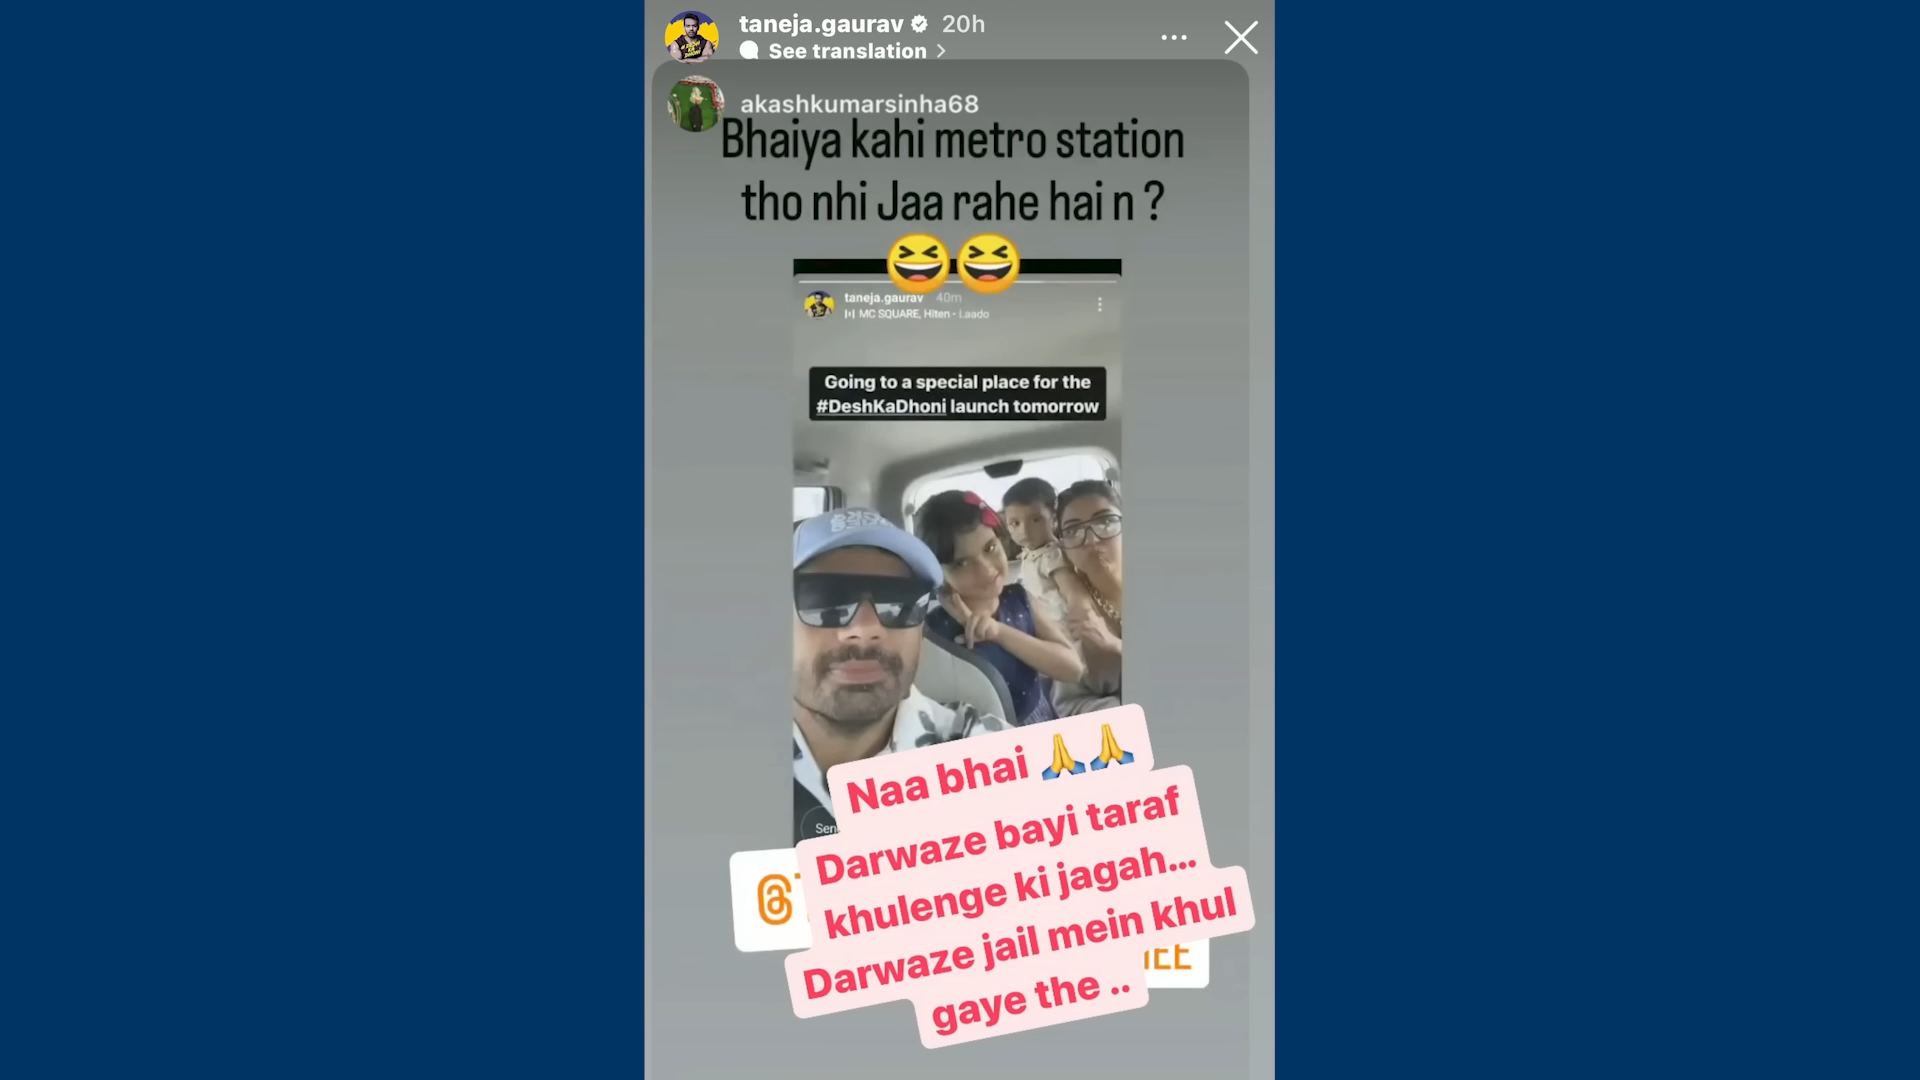 taneja.gaurav 20h
See translation
akashkumarsinha68
Bhaiya kahi metro station
tho nhi Jaa rahe hai n ?
😆😆
taneja.gaurav 40m
MC SQUARE, Hiten • Laado
Going to a special place for the
#DeshKaDhoni launch tomorrow
Naa bhai 🙏🙏
Darwaze bayi taraf
khulenge ki jagah...
Darwaze jail mein khul
gaye the ..